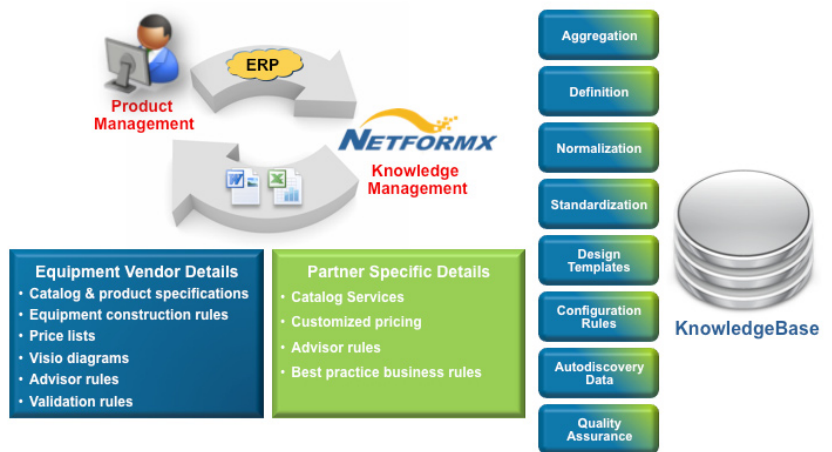 ERP
Product
Management
NETFORMX
Knowledge
Management
W
X
Equipment Vendor Details
• Catalog & product specifications
• Equipment construction rules
• Price lists
• Visio diagrams
• Advisor rules
• Validation rules
Partner Specific Details
• Catalog Services
• Customized pricing
• Advisor rules
• Best practice business rules
Aggregation
Definition
Normalization
Standardization
Design
Templates
Configuration
Rules
Autodiscovery
Data
Quality
Assurance
KnowledgeBase